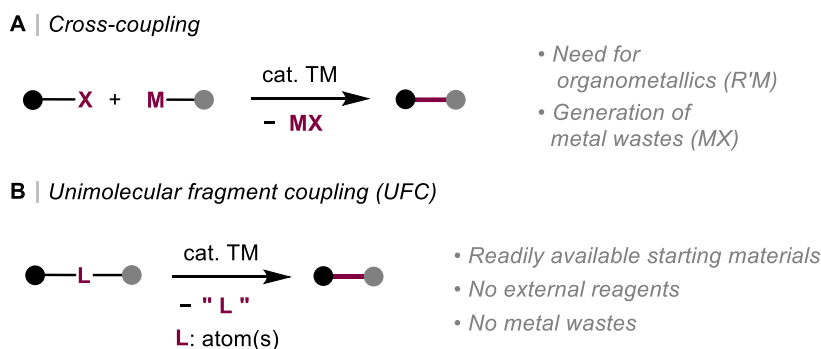 A | Cross-coupling
X + M
cat. TM
– MX
• Need for
organometallics (R'M)
• Generation of
metal wastes (MX)
B | Unimolecular fragment coupling (UFC)
L
cat. TM
– " L "
L: atom(s)
• Readily available starting materials
• No external reagents
• No metal wastes